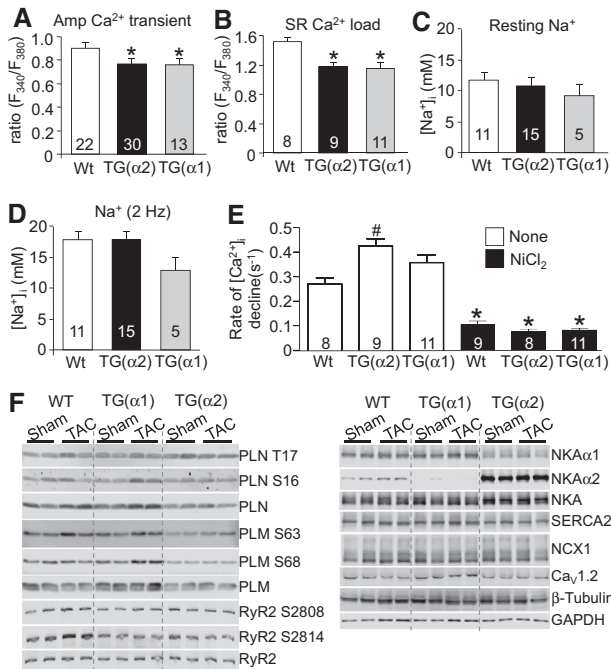 A Amp Ca²⁺ transient
ratio (F₃₄₀/F₃₈₀)
1.0
0.8
0.6
0.4
0.2
0
* *
22 30 13
Wt TG(α2) TG(α1)
B SR Ca²⁺ load
ratio (F₃₄₀/F₃₈₀)
1.6
1.2
0.8
0.4
0
* *
8 9 11
Wt TG(α2) TG(α1)
C Resting Na⁺
[Na⁺]ᵢ (mM)
20
15
10
5
0
11 15 5
Wt TG(α2) TG(α1)
D Na⁺ (2 Hz)
[Na⁺]ᵢ (mM)
20
15
10
5
0
11 15 5
Wt TG(α2) TG(α1)
E
Rate of [Ca²⁺]ᵢ
decline(s⁻¹)
0.5
0.4
0.3
0.2
0.1
0
#
* * *
8 9 11 9 8 11
Wt TG(α2) TG(α1) Wt TG(α2) TG(α1)
None
NiCl₂
F
WT TG(α1) TG(α2)
Sham TAC Sham TAC Sham TAC
PLN T17
PLN S16
PLN
PLM S63
PLM S68
PLM
RyR2 S2808
RyR2 S2814
RyR2
WT TG(α1) TG(α2)
Sham TAC Sham TAC Sham TAC
NKAα1
NKAα2
NKA
SERCA2
NCX1
Caᵥ1.2
β-Tubulin
GAPDH